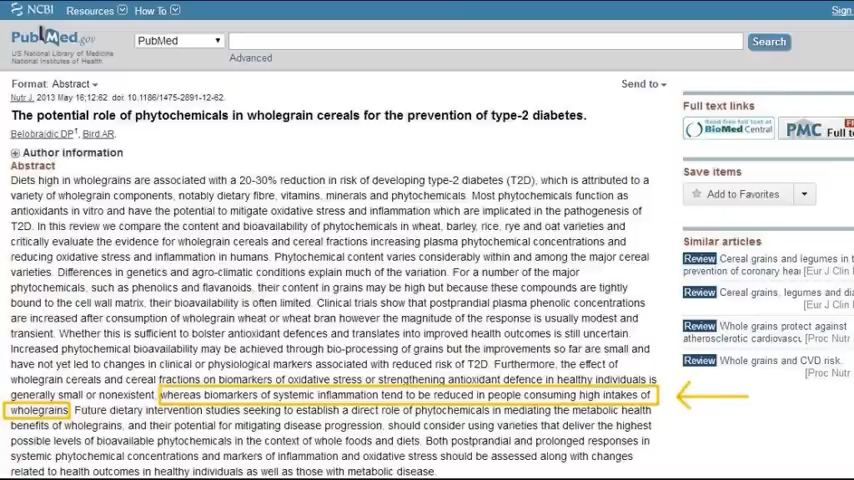 NCBI Resources How To Sign
PubMed.gov
US National Library of Medicine
National Institutes of Health
PubMed
Search
Advanced
Format: Abstract
Send to
Nutr J. 2013 May 16;12:62. doi: 10.1186/1475-2891-12-62.
The potential role of phytochemicals in wholegrain cereals for the prevention of type-2 diabetes.
Belobrajdic DP1, Bird AR.
Author information
Abstract
Diets high in wholegrains are associated with a 20-30% reduction in risk of developing type-2 diabetes (T2D), which is attributed to a
variety of wholegrain components, notably dietary fibre, vitamins, minerals and phytochemicals. Most phytochemicals function as
antioxidants in vitro and have the potential to mitigate oxidative stress and inflammation which are implicated in the pathogenesis of
T2D. In this review we compare the content and bioavailability of phytochemicals in wheat, barley, rice, rye and oat varieties and
critically evaluate the evidence for wholegrain cereals and cereal fractions increasing plasma phytochemical concentrations and
reducing oxidative stress and inflammation in humans. Phytochemical content varies considerably within and among the major cereal
varieties. Differences in genetics and agro-climatic conditions explain much of the variation. For a number of the major
phytochemicals, such as phenolics and flavanoids, their content in grains may be high but because these compounds are tightly
bound to the cell wall matrix, their bioavailability is often limited. Clinical trials show that postprandial plasma phenolic concentrations
are increased after consumption of wholegrain wheat or wheat bran however the magnitude of the response is usually modest and
transient. Whether this is sufficient to bolster antioxidant defences and translates into improved health outcomes is still uncertain.
Increased phytochemical bioavailability may be achieved through bio-processing of grains but the improvements so far are small and
have not yet led to changes in clinical or physiological markers associated with reduced risk of T2D. Furthermore, the effect of
wholegrain cereals and cereal fractions on biomarkers of oxidative stress or strengthening antioxidant defence in healthy individuals is
generally small or nonexistent, whereas biomarkers of systemic inflammation tend to be reduced in people consuming high intakes of
wholegrains. Future dietary intervention studies seeking to establish a direct role of phytochemicals in mediating the metabolic health
benefits of wholegrains, and their potential for mitigating disease progression, should consider using varieties that deliver the highest
possible levels of bioavailable phytochemicals in the context of whole foods and diets. Both postprandial and prolonged responses in
systemic phytochemical concentrations and markers of inflammation and oxidative stress should be assessed along with changes
related to health outcomes in healthy individuals as well as those with metabolic disease.
Full text links
Read free full text at
BioMed Central
PMC Full t
Save items
Add to Favorites
Similar articles
Review Cereal grains and legumes in t
prevention of coronary hear [Eur J Clin
Review Cereal grains, legumes and dia
[Eur J Clin
Review Whole grains protect against
atherosclerotic cardiovasc [Proc Nutr
Review Whole grains and CVD risk.
[Proc Nutr